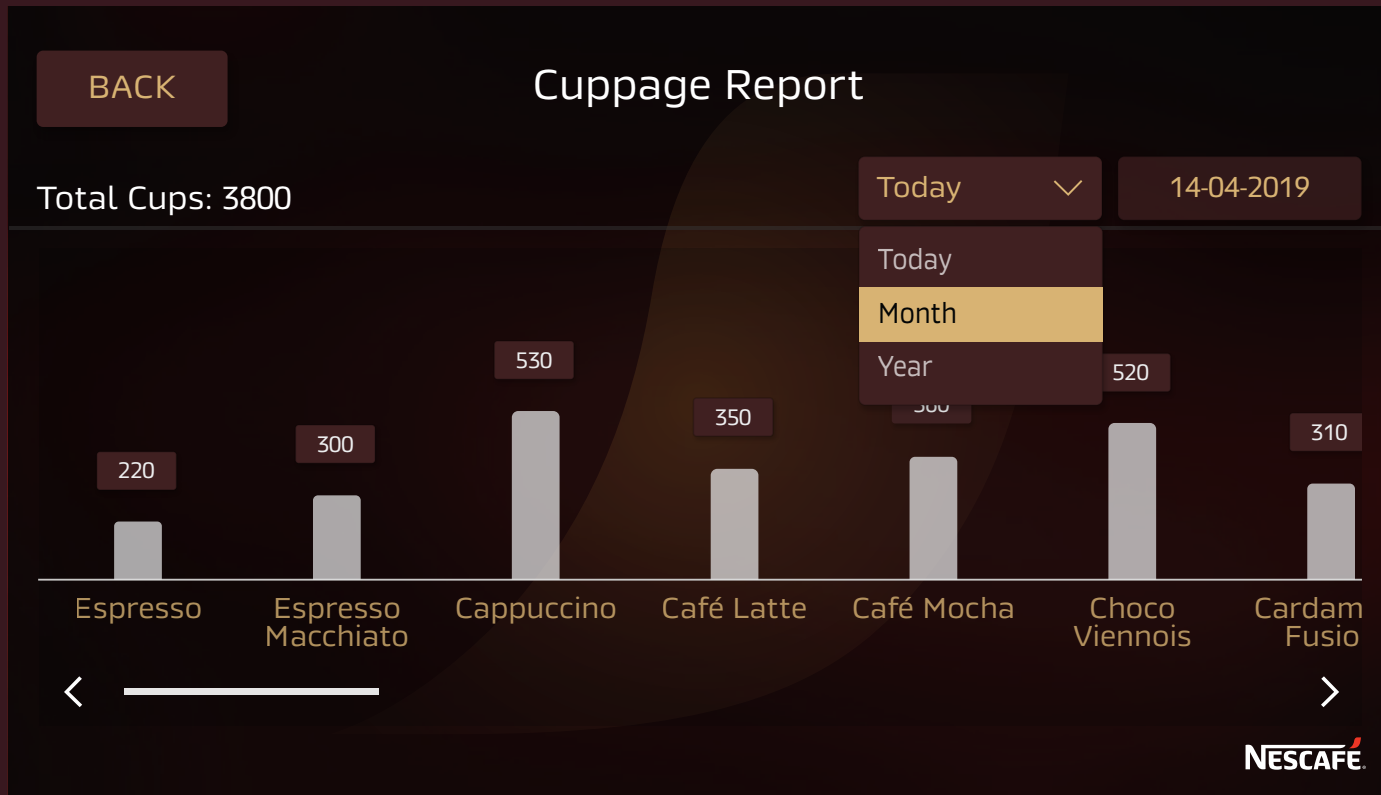 BACK
Cuppage Report
Total Cups: 3800
Today
14-04-2019
Today
Month
Year
530
520
350
300
310
220
Espresso
Espresso
Macchiato
Cappuccino
Café Latte
Café Mocha
Choco
Viennois
Cardam
Fusio
NESCAFÉ.